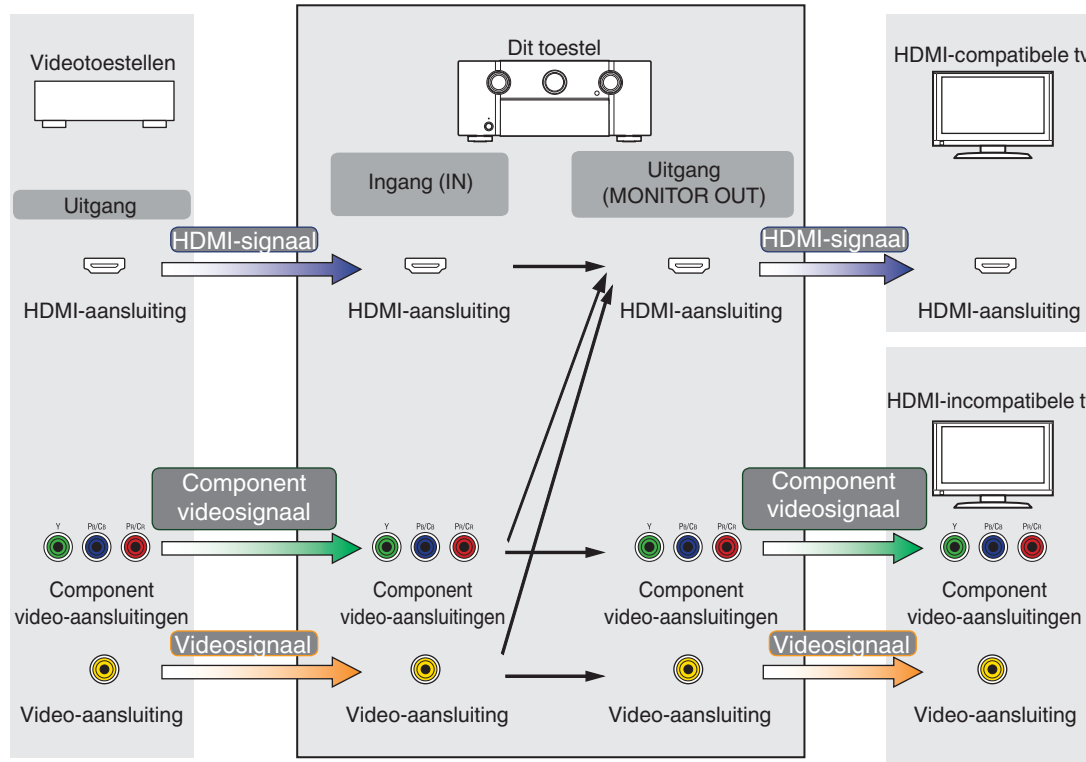 Videotoestellen
Dit toestel
HDMI-compatibele tv
Uitgang
Ingang (IN)
Uitgang
(MONITOR OUT)
HDMI-signaal
HDMI-signaal
HDMI-aansluiting
HDMI-aansluiting
HDMI-aansluiting
HDMI-aansluiting
HDMI-incompatibele t
Component
videosignaal
Component
videosignaal
Y PB/CB PR/CR
Y PB/CB PR/CR
Y PB/CB PR/CR
Y PB/CB PR/CR
Component
video-aansluitingen
Component
video-aansluitingen
Component
video-aansluitingen
Component
video-aansluitingen
Videosignaal
Videosignaal
Video-aansluiting
Video-aansluiting
Video-aansluiting
Video-aansluiting